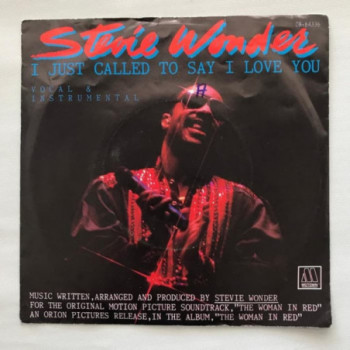 Stevie Wonder
I JUST CALLED TO SAY I LOVE YOU
VOCAL &
INSTRUMENTAL
MUSIC WRITTEN,ARRANGED AND PRODUCED BY STEVIE WONDER
FOR THE ORIGINAL MOTION PICTURE SOUNDTRACK,"THE WOMAN IN RED"
AN ORION PICTURES RELEASE,IN THE ALBUM,"THE WOMAN IN RED"